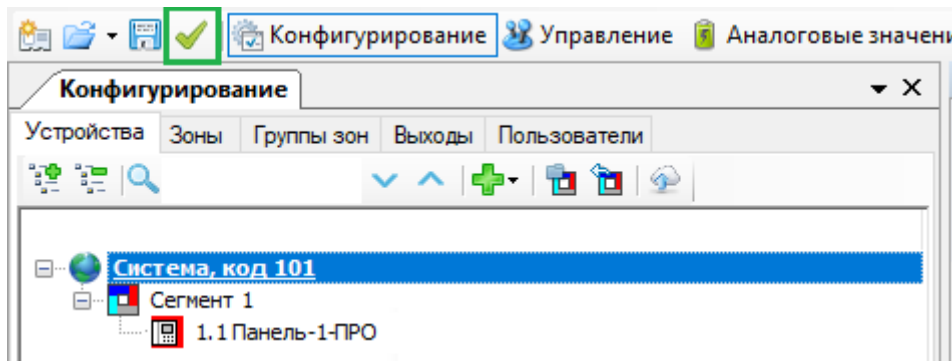 Конфигурирование Управление Аналоговые значени
Конфигурирование
Устройства Зоны Группы зон Выходы Пользователи
Система, код 101
Сегмент 1
1.1 Панель-1-ПРО